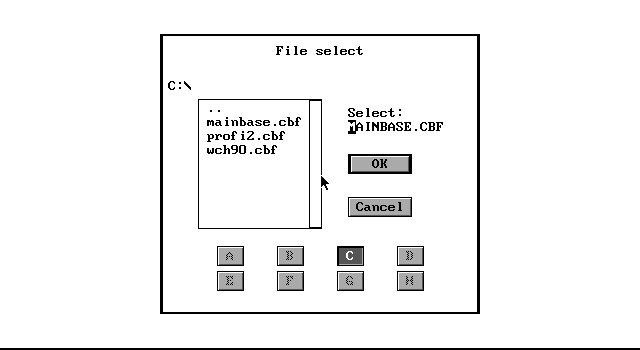 File select
C:\
..
mainbase.cbf
profi2.cbf
wch90.cbf
Select:
MAINBASE.CBF
OK
Cancel
A B C D
E F G H